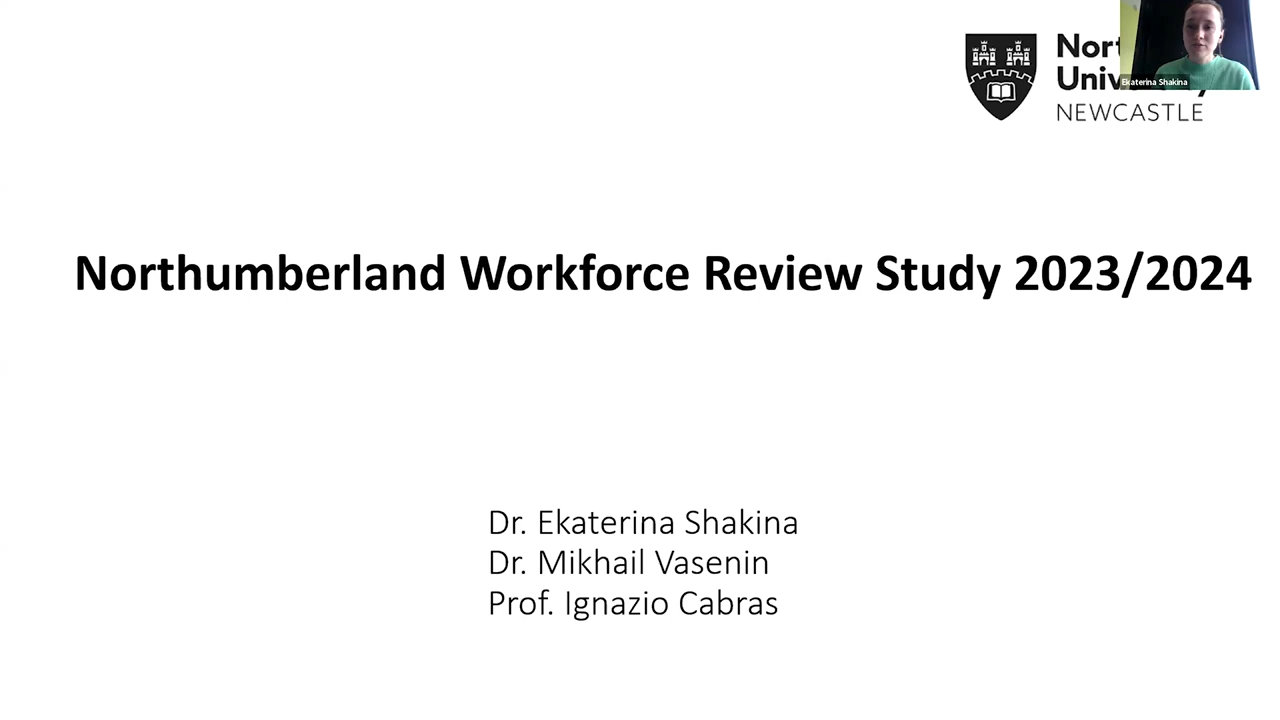 Nort
Univ
NEWCASTLE
Ekaterina Shakina
Northumberland Workforce Review Study 2023/2024
Dr. Ekaterina Shakina
Dr. Mikhail Vasenin
Prof. Ignazio Cabras